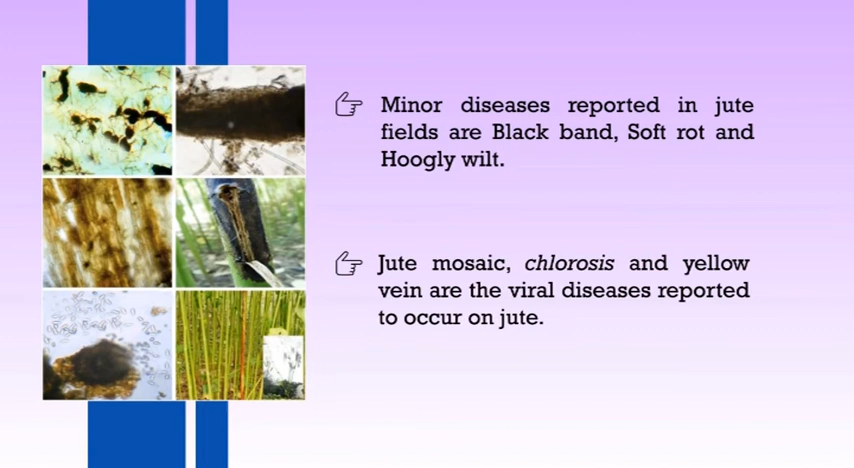 Minor diseases reported in jute
fields are Black band, Soft rot and
Hoogly wilt.
Jute mosaic, chlorosis and yellow
vein are the viral diseases reported
to occur on jute.